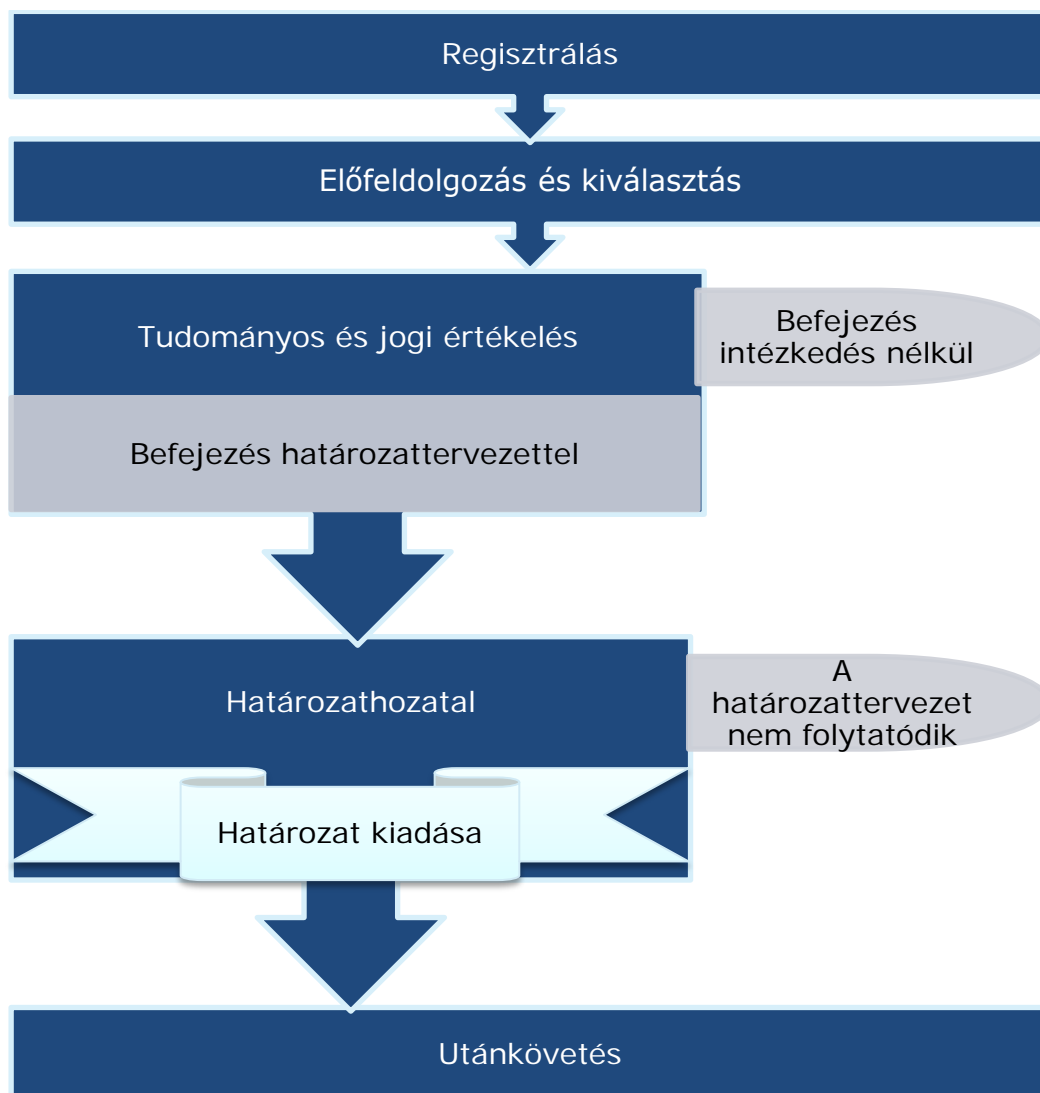 Regisztrálás
Előfeldolgozás és kiválasztás
Tudományos és jogi értékelés
Befejezés
intézkedés nélkül
Befejezés határozattervezettel
Határozathozatal
A
határozattervezet
nem folytatódik
Határozat kiadása
Utánkövetés